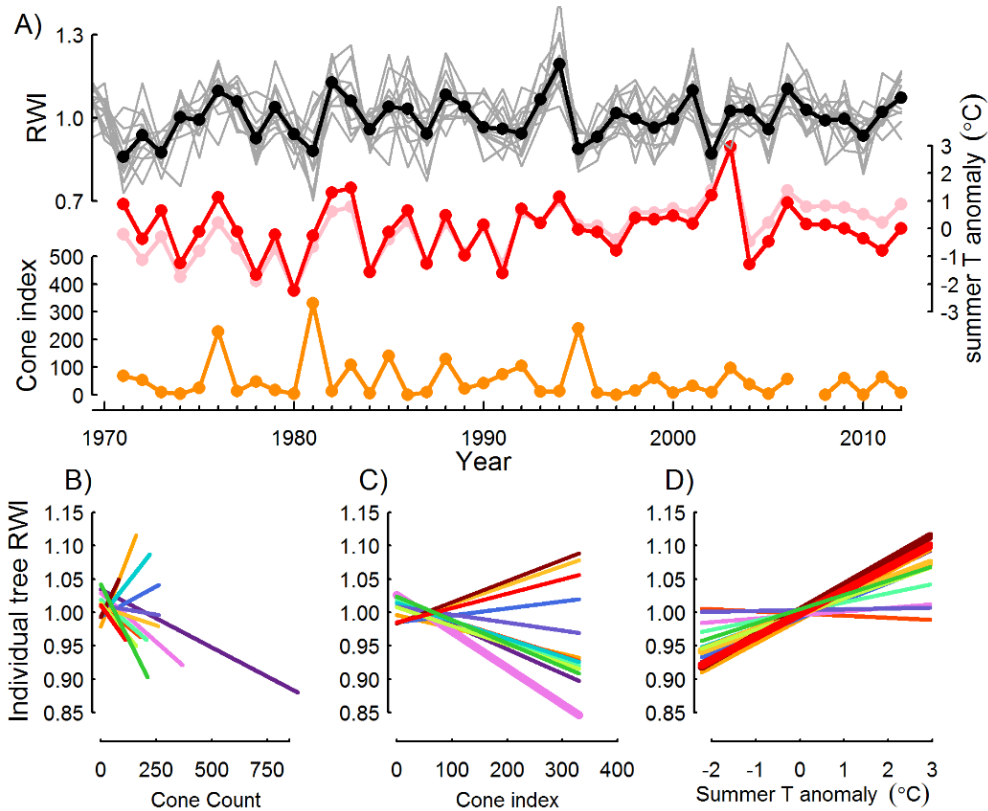 A)
RWI
1.3
1.0
0.7
summer T anomaly (°C)
3
2
1
0
-1
-2
-3
Cone index
500
400
300
200
100
0
1970 1980 1990 2000 2010
Year
B) C) D)
Individual tree RWI
1.15 1.15 1.15
1.10 1.10 1.10
1.05 1.05 1.05
1.00 1.00 1.00
0.95 0.95 0.95
0.90 0.90 0.90
0.85 0.85 0.85
0 250 500 750 0 100 200 300 400 -2 -1 0 1 2 3
Cone Count Cone index Summer T anomaly (°C)